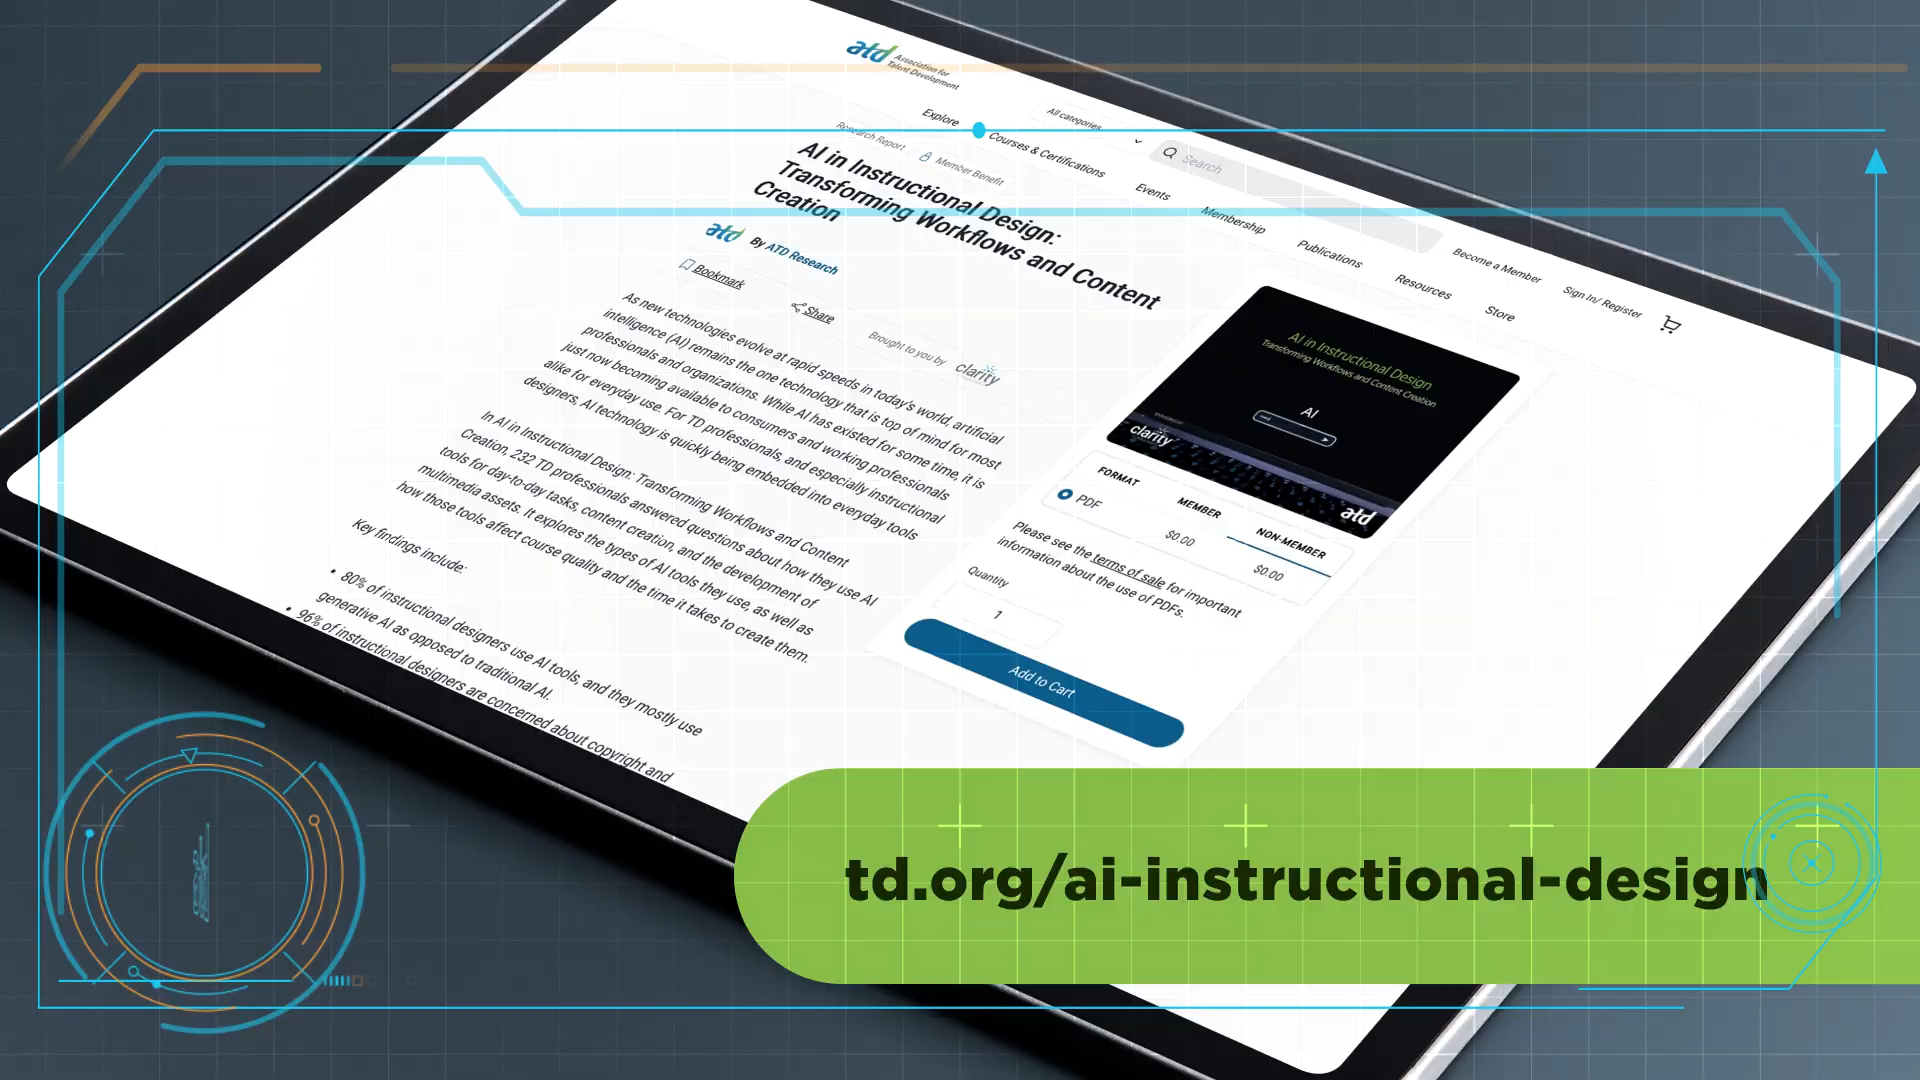 atd Association for
Talent Development
All categories
Search
Become a Member
Sign In/ Register
Explore
Courses & Certifications
Events
Membership
Publications
Resources
Store
Research Report
Member Benefit
AI in Instructional Design:
Transforming Workflows and Content
Creation
atd By ATD Research
Bookmark
Share
Brought to you by clarity
As new technologies evolve at rapid speeds in today's world, artificial
intelligence (AI) remains the one technology that is top of mind for most
professionals and organizations. While AI has existed for some time, it is
just now becoming available to consumers and working professionals
alike for everyday use. For TD professionals, and especially instructional
designers, AI technology is quickly being embedded into everyday tools
In AI in Instructional Design: Transforming Workflows and Content
Creation, 232 TD professionals answered questions about how they use AI
tools for day-to-day tasks, content creation, and the development of
multimedia assets. It explores the types of AI tools they use, as well as
how those tools affect course quality and the time it takes to create them.
Key findings include:
• 80% of instructional designers use AI tools, and they mostly use
generative AI as opposed to traditional AI.
• 96% of instructional designers are concerned about copyright and
AI in Instructional Design
Transforming Workflows and Content Creation
AI
clarity
atd
FORMAT
MEMBER
NON-MEMBER
PDF
$0.00
$0.00
Please see the terms of sale for important
information about the use of PDFs.
Quantity
1
Add to Cart
td.org/ai-instructional-design